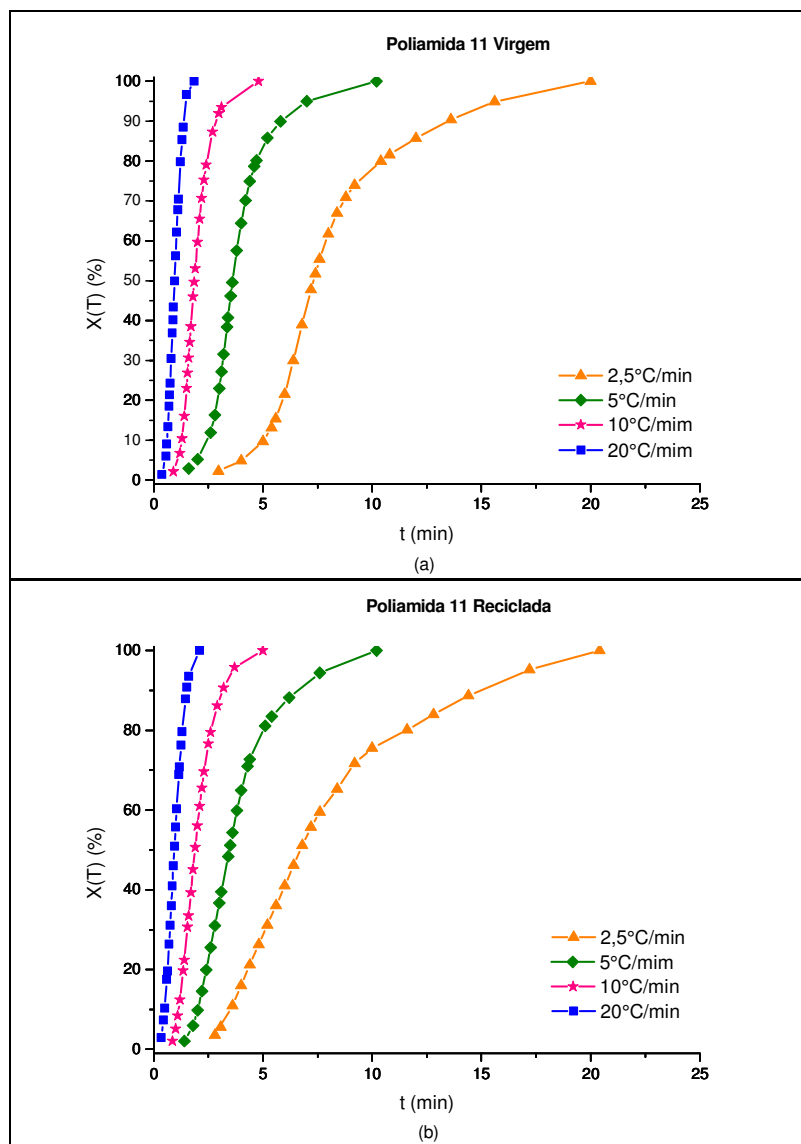 Poliamida 11 Virgem
100
90
80
70
60
50
40
30
20
10
0
X(T) (%)
0
5
10
15
20
25
t (min)
2,5°C/min
5°C/min
10°C/mim
20°C/mim
(a)
Poliamida 11 Reciclada
100
80
60
40
20
0
X(T) (%)
0
5
10
15
20
25
t (min)
2,5°C/min
5°C/mim
10°C/min
20°C/min
(b)